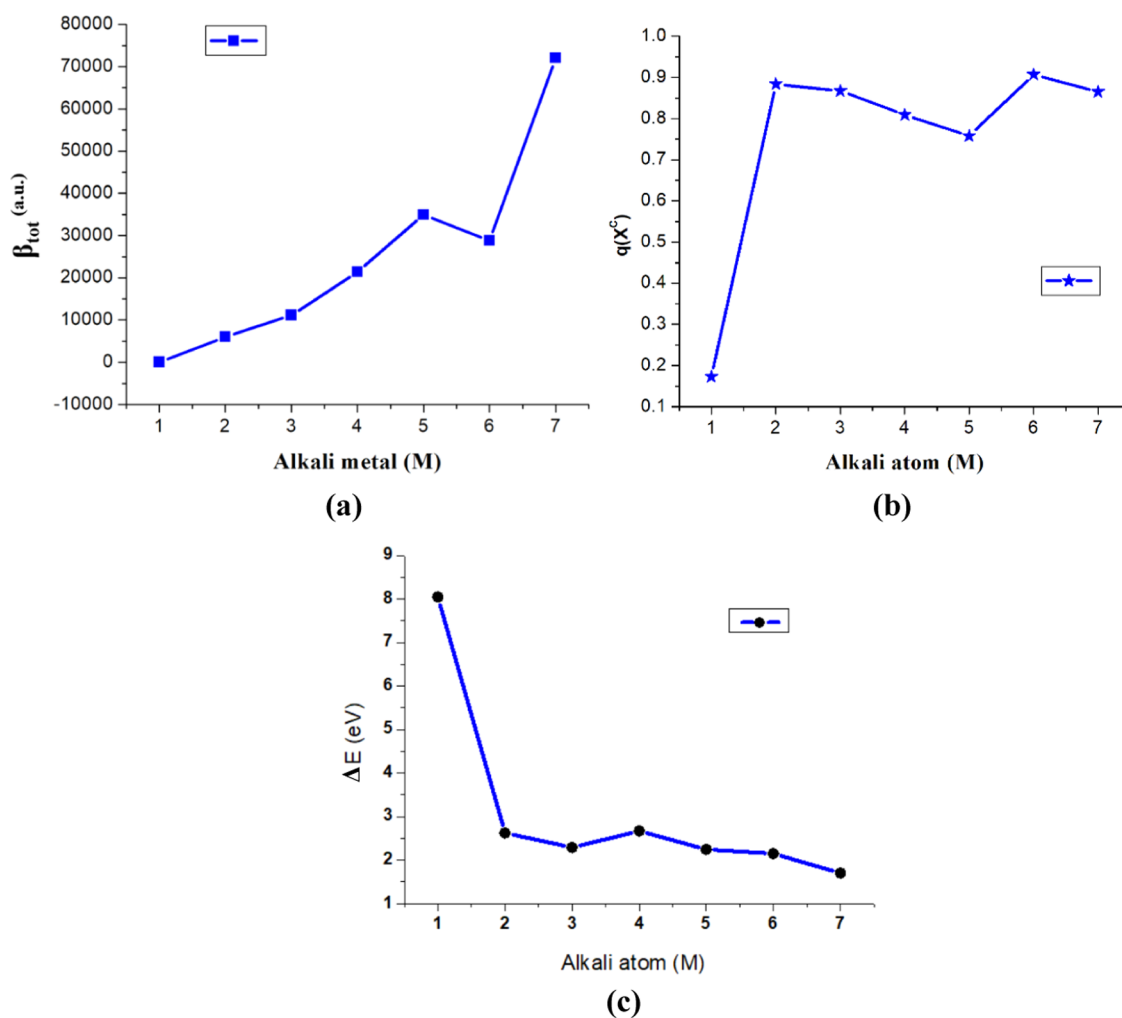 80000
70000
60000
50000
40000
30000
20000
10000
0
-10000
βtot (a.u.)
1 2 3 4 5 6 7
Alkali metal (M)
(a)
1.0
0.9
0.8
0.7
0.6
0.5
0.4
0.3
0.2
0.1
q(Xᶜ)
1 2 3 4 5 6 7
Alkali atom (M)
(b)
9
8
7
6
5
4
3
2
1
ΔE (eV)
1 2 3 4 5 6 7
Alkali atom (M)
(c)